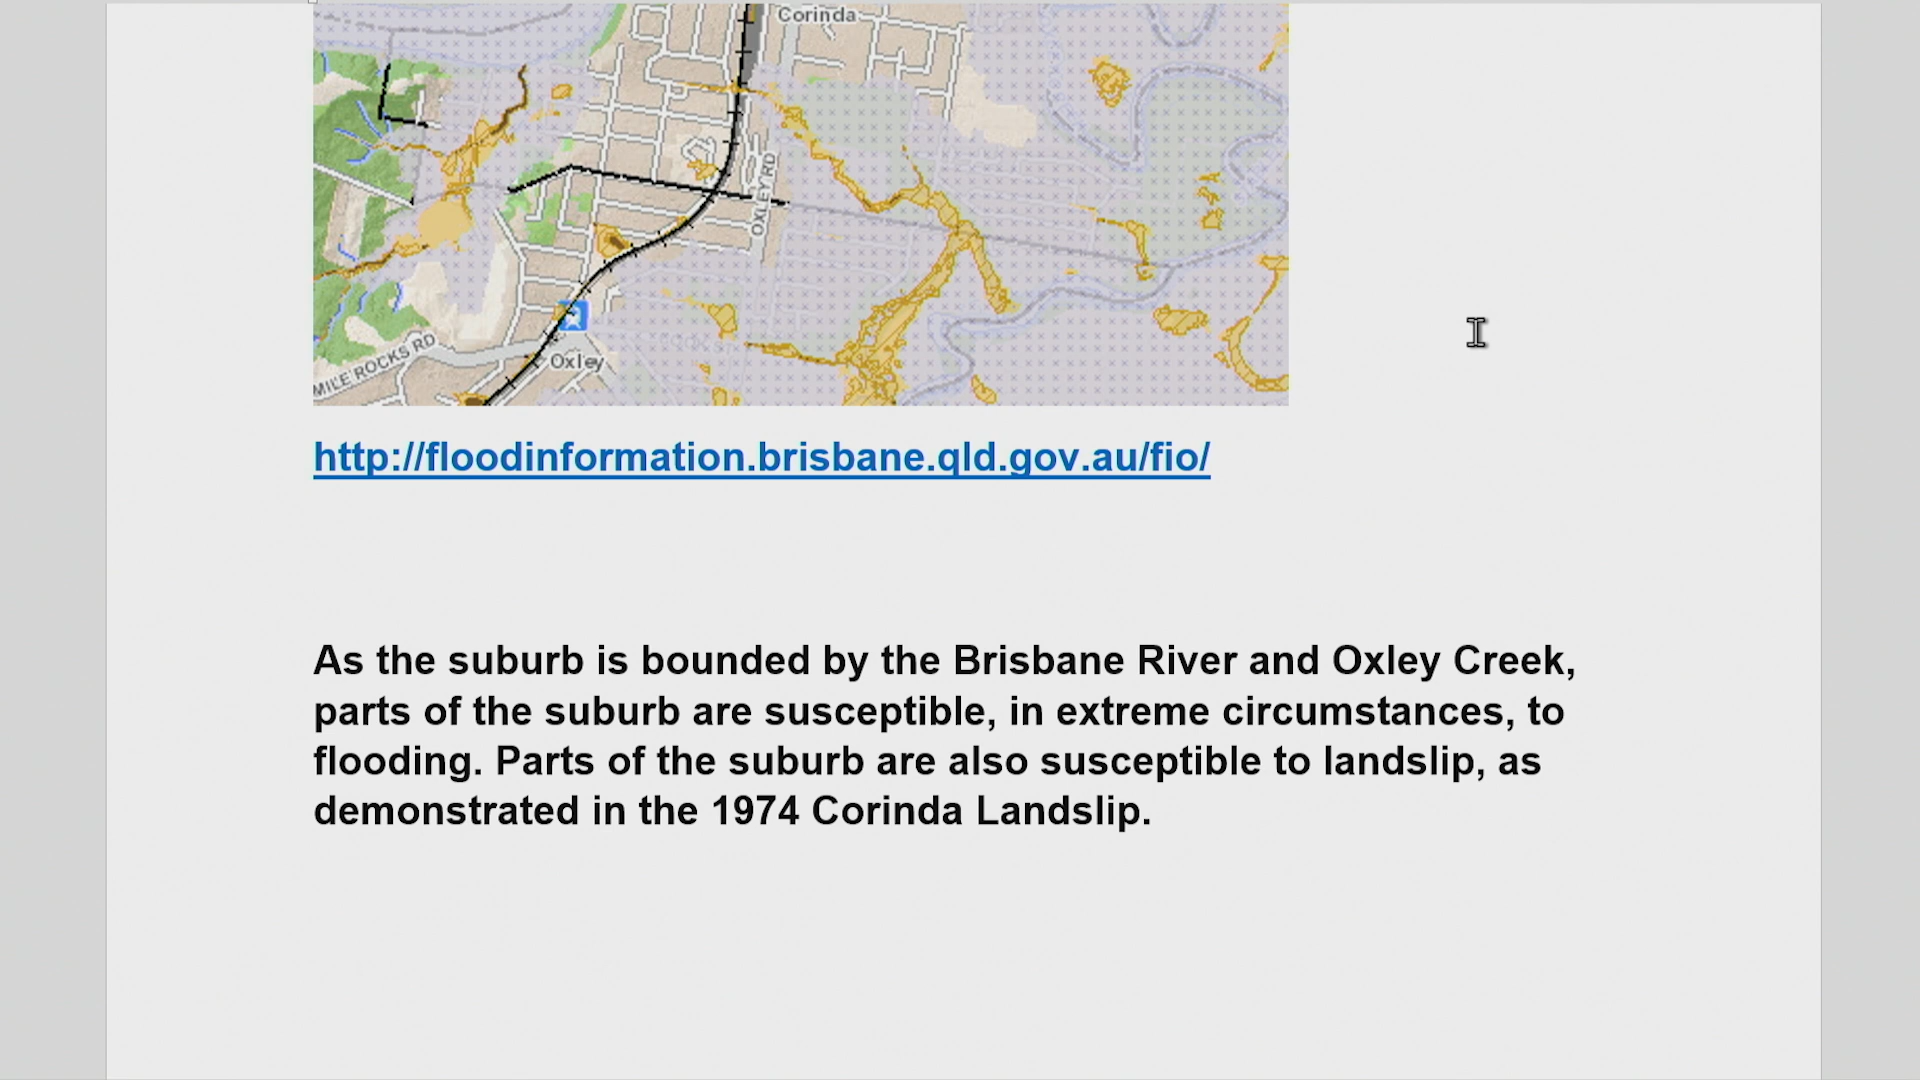 Corinda
OXLEY RD
MILE ROCKS RD
Oxley
http://floodinformation.brisbane.qld.gov.au/fio/
As the suburb is bounded by the Brisbane River and Oxley Creek,
parts of the suburb are susceptible, in extreme circumstances, to
flooding. Parts of the suburb are also susceptible to landslip, as
demonstrated in the 1974 Corinda Landslip.